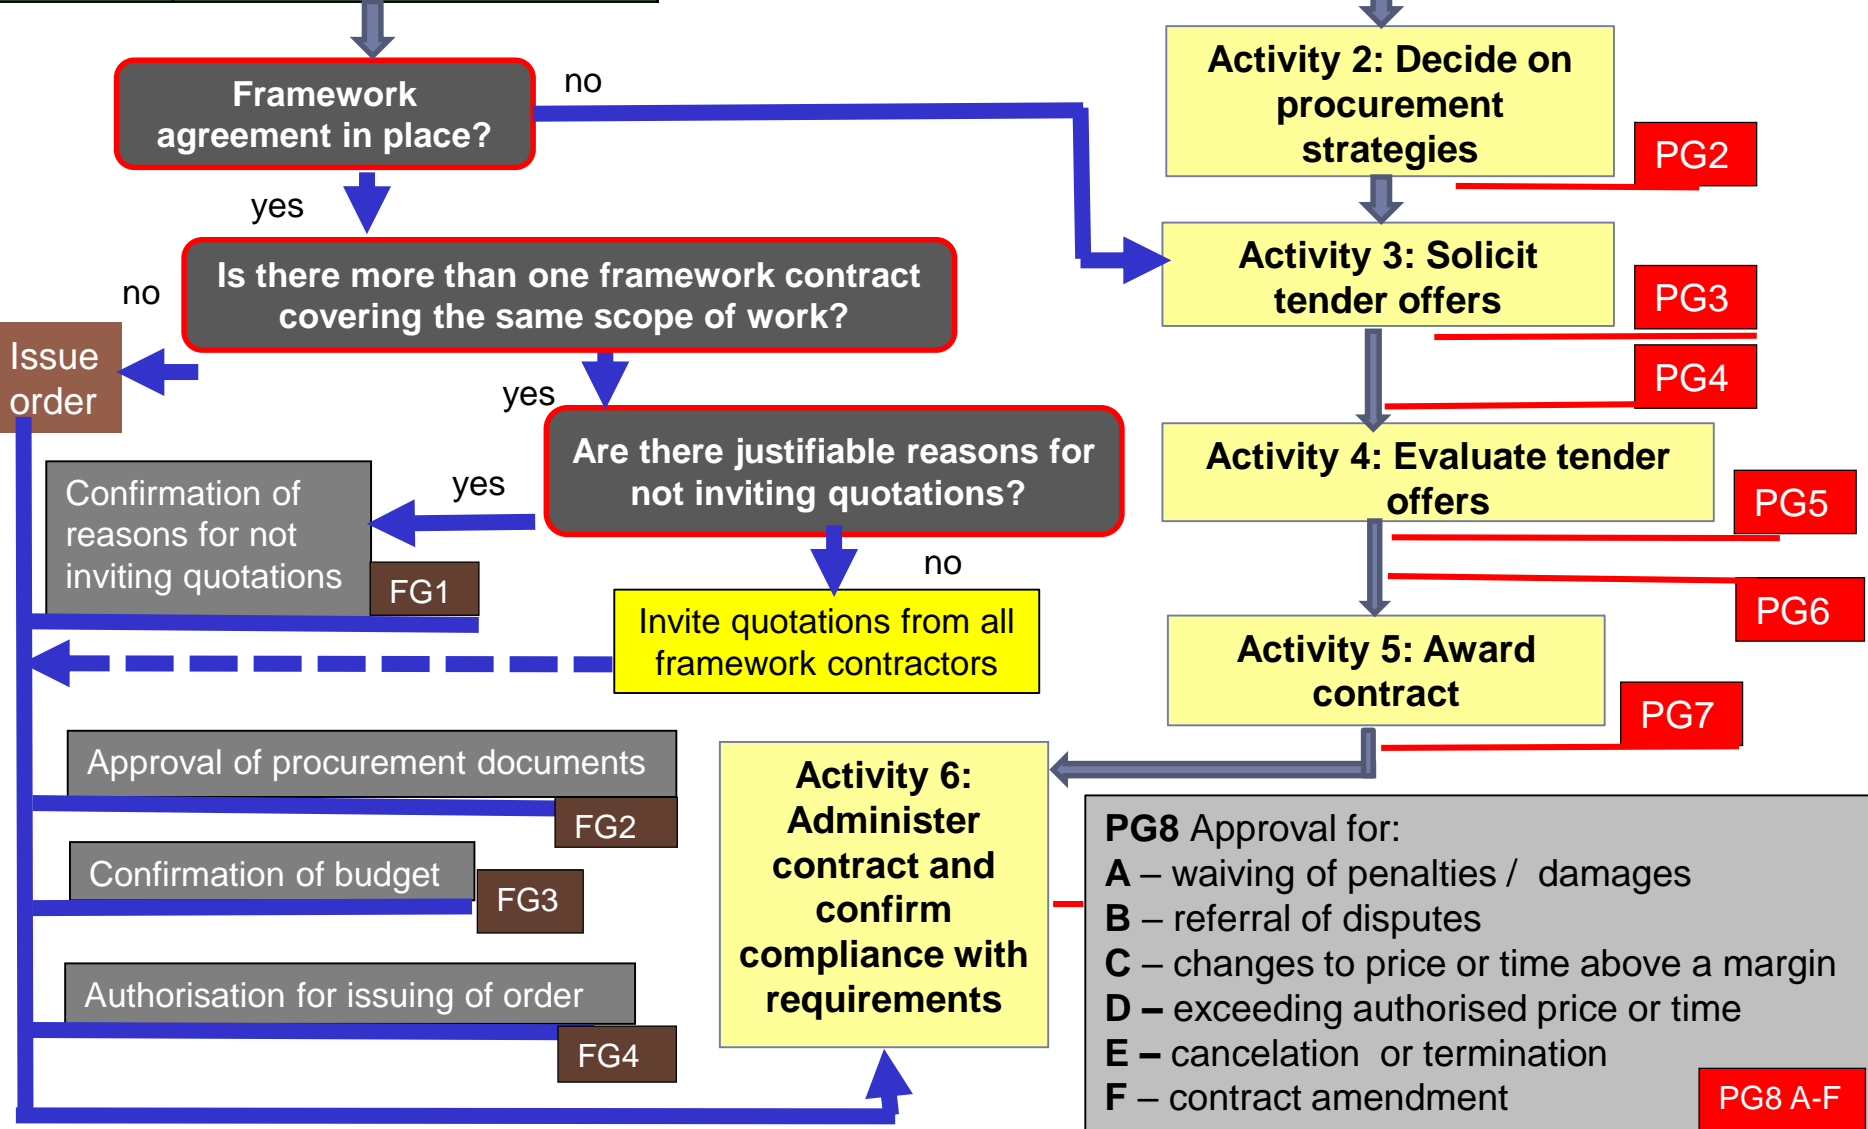 Framework
agreement in place?
no
yes
Is there more than one framework contract
covering the same scope of work?
no
Issue
order
yes
Are there justifiable reasons for
not inviting quotations?
yes
Confirmation of
reasons for not
inviting quotations
FG1
no
Invite quotations from all
framework contractors
Approval of procurement documents
FG2
Confirmation of budget
FG3
Authorisation for issuing of order
FG4
Activity 2: Decide on
procurement
strategies
PG2
Activity 3: Solicit
tender offers
PG3
PG4
Activity 4: Evaluate tender
offers
PG5
PG6
Activity 5: Award
contract
PG7
Activity 6:
Administer
contract and
confirm
compliance with
requirements
PG8 Approval for:
A – waiving of penalties / damages
B – referral of disputes
C – changes to price or time above a margin
D – exceeding authorised price or time
E – cancelation or termination
F – contract amendment
PG8 A-F